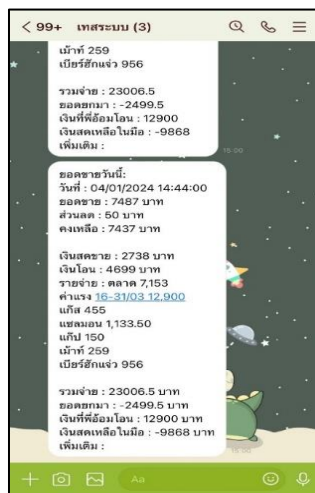 99+ เทสระบบ (3)
เม้าท์ 259
เบียร์ฮักแจ่ว 956
รวมจ่าย : 23006.5
ยอดยกมา : -2499.5
เงินที่พี่อ้อมโอน : 12900
เงินสดเหลือในมือ : -9868
เพิ่มเติม :
15:00
ยอดขายวันนี้:
วันที่ : 04/01/2024 14:44:00
ยอดขาย : 7487 บาท
ส่วนลด : 50 บาท
คงเหลือ : 7437 บาท
เงินสดขาย : 2738 บาท
เงินโอน : 4699 บาท
รายจ่าย : ตลาด 7,153
ค่าแรง 16-31/03 12,900
แก๊ส 455
แซลมอน 1,133.50
แก๊ป 150
เม้าท์ 259
เบียร์ฮักแจ่ว 956
รวมจ่าย : 23006.5 บาท
ยอดยกมา : -2499.5 บาท
เงินที่พี่อ้อมโอน : 12900 บาท
เงินสดเหลือในมือ : -9868 บาท
เพิ่มเติม :
15:00
Aa